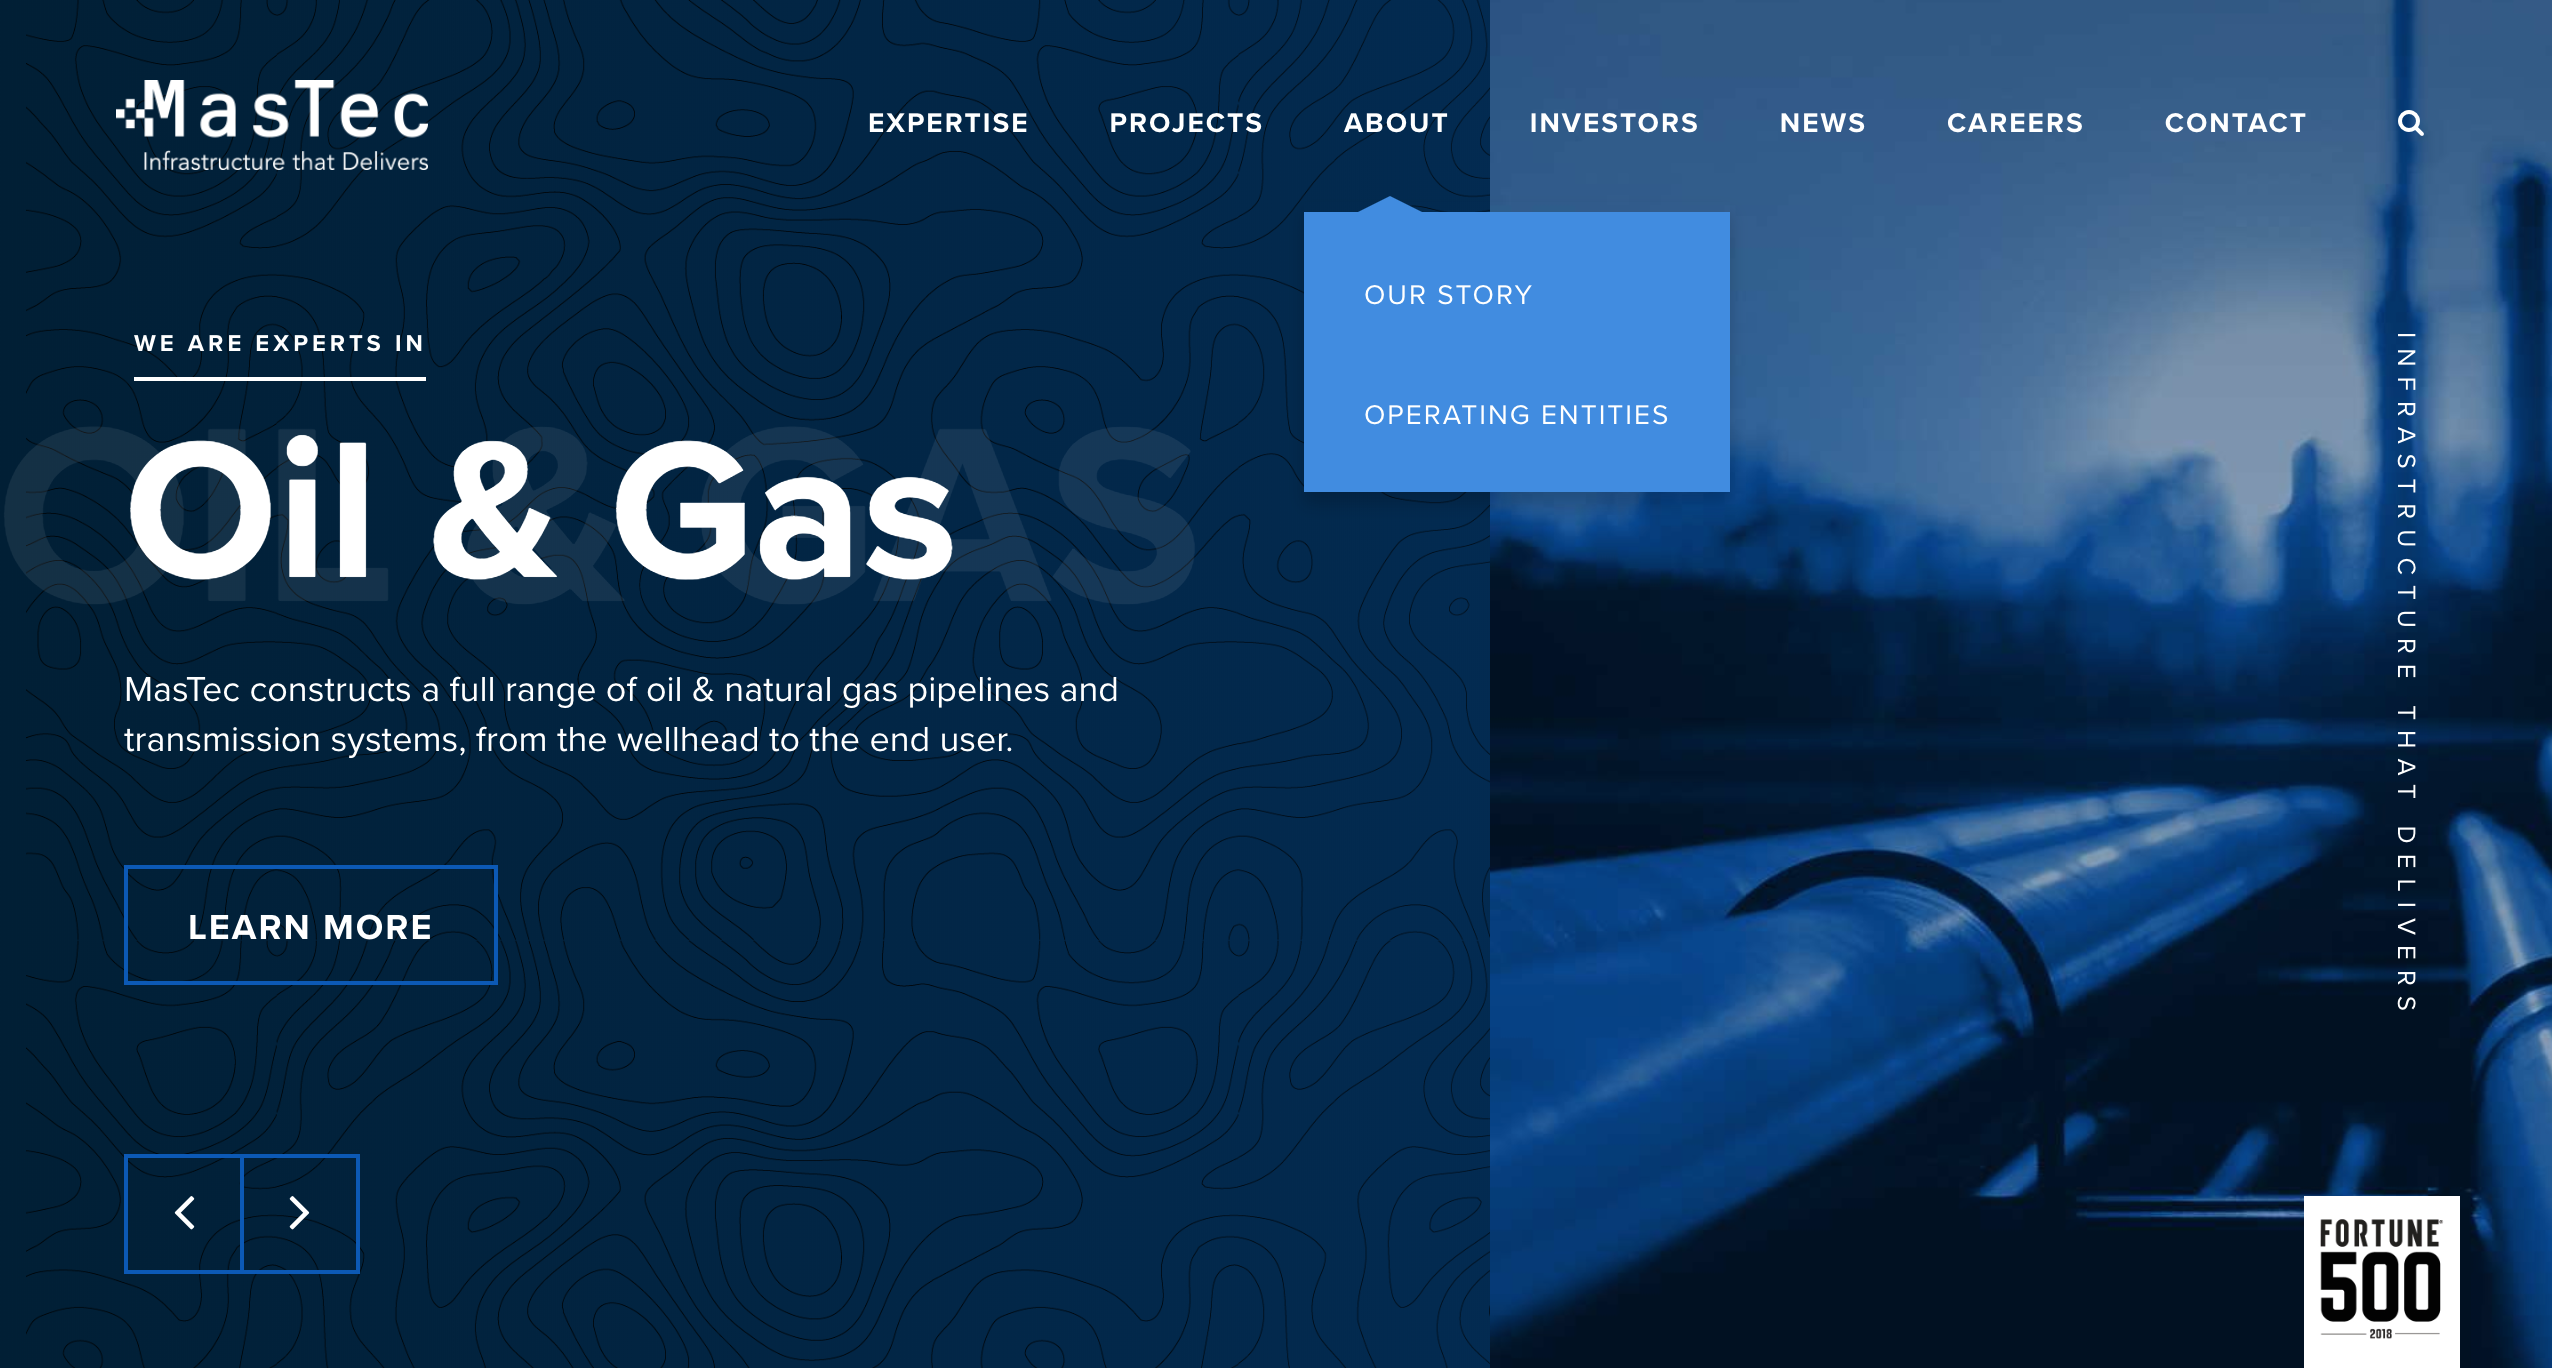 MasTec
Infrastructure that Delivers
EXPERTISE PROJECTS ABOUT INVESTORS NEWS CAREERS CONTACT
OUR STORY
OPERATING ENTITIES
WE ARE EXPERTS IN
OIL & GAS
Oil & Gas
MasTec constructs a full range of oil & natural gas pipelines and
transmission systems, from the wellhead to the end user.
LEARN MORE
INFRASTRUCTURE THAT DELIVERS
FORTUNE
500
2018